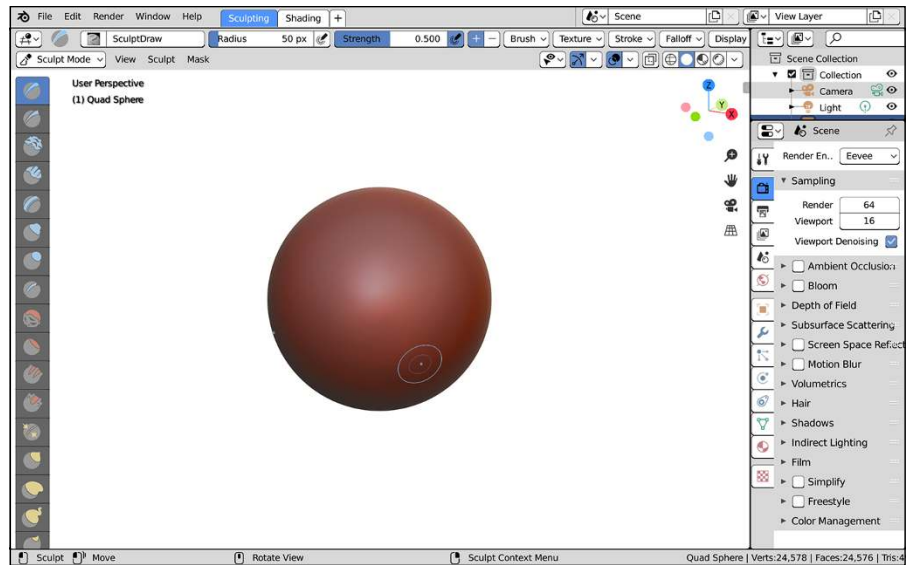 File Edit Render Window Help Sculpting Shading + Scene View Layer
SculptDraw Radius 50 px Strength 0.500 + − Brush Texture Stroke Falloff Display
Sculpt Mode View Sculpt Mask
User Perspective
(1) Quad Sphere
Z
Y
X
Scene Collection
Collection
Camera
Light
Scene
Render En.. Eevee
Sampling
Render 64
Viewport 16
Viewport Denoising
Ambient Occlusion
Bloom
Depth of Field
Subsurface Scattering
Screen Space Reflect
Motion Blur
Volumetrics
Hair
Shadows
Indirect Lighting
Film
Simplify
Freestyle
Color Management
Sculpt Move Rotate View Sculpt Context Menu Quad Sphere | Verts:24,578 | Faces:24,576 | Tris:4